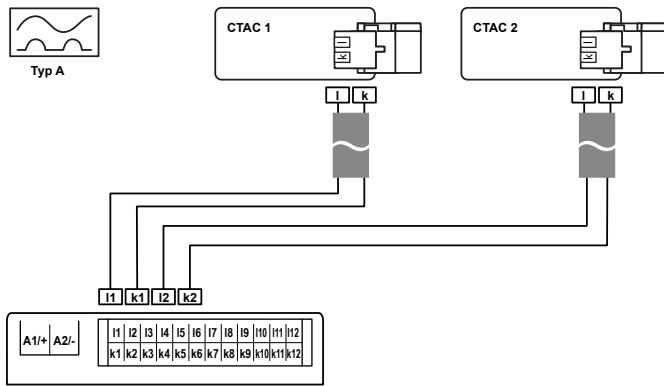 Typ A
CTAC 1
l
k
l k
CTAC 2
l
k
l k
l1 k1 l2 k2
A1/+ A2/-
l1 l2 l3 l4 l5 l6 l7 l8 l9 l10 l11 l12
k1 k2 k3 k4 k5 k6 k7 k8 k9 k10 k11 k12